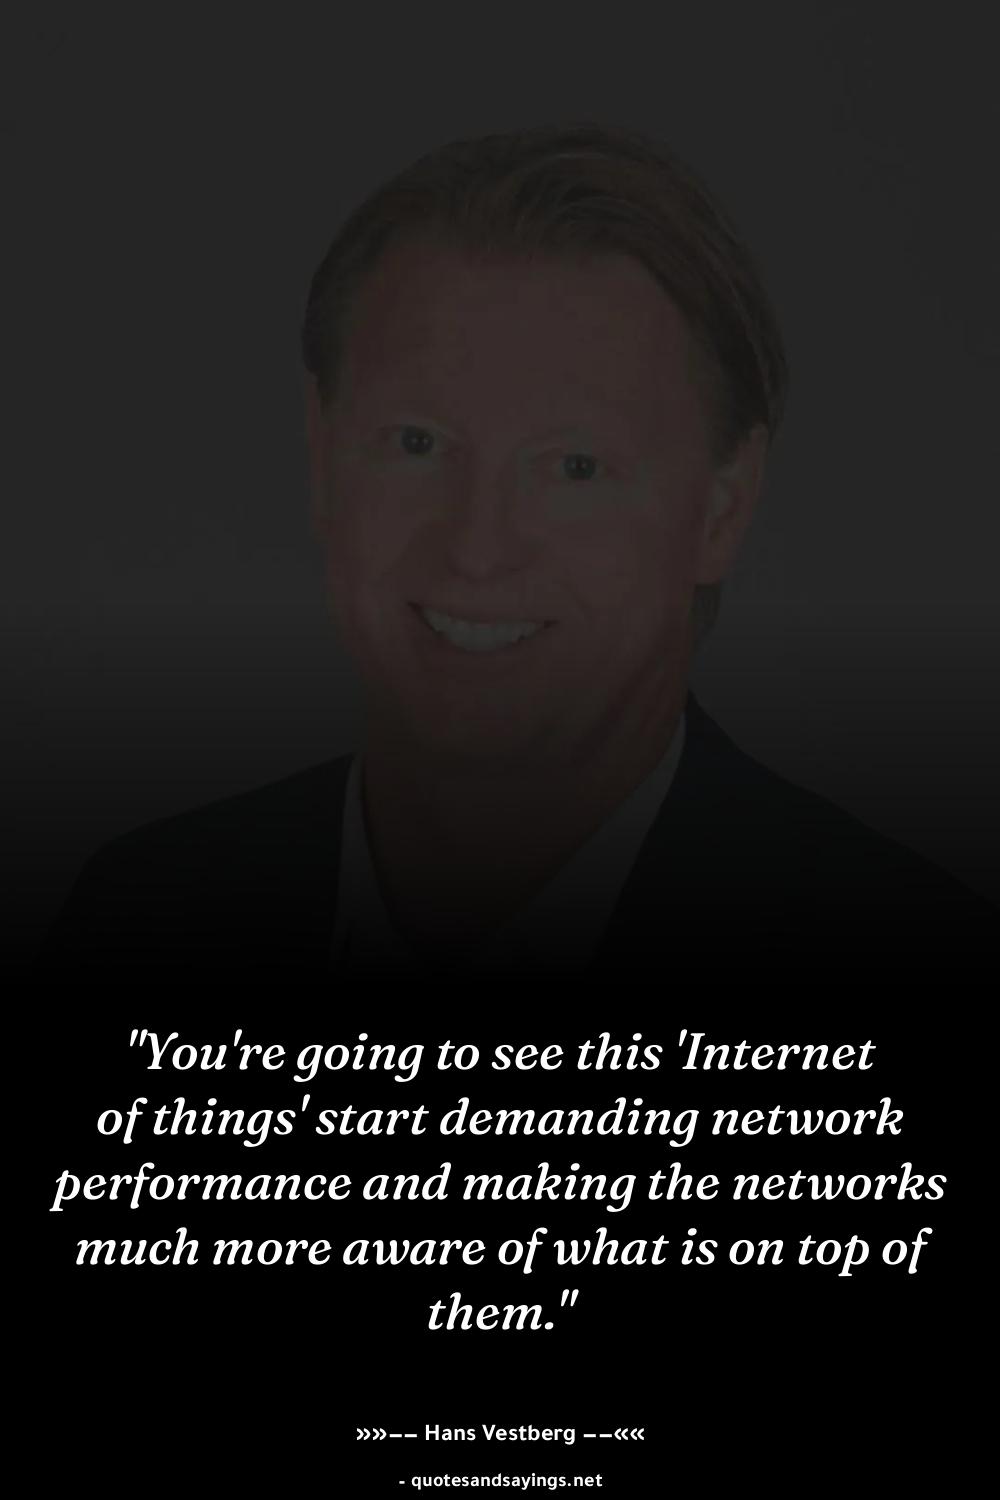 "You're going to see this 'Internet
of things' start demanding network
performance and making the networks
much more aware of what is on top of
them."
»»−− Hans Vestberg −−««
- quotesandsayings.net